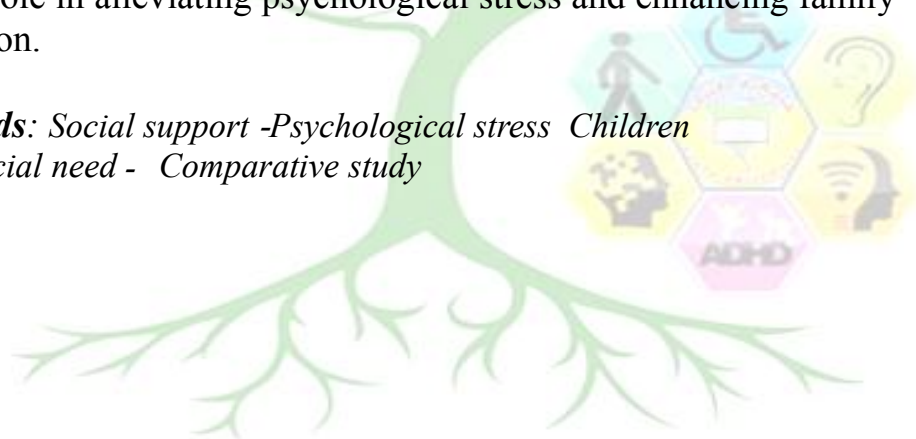 ole in alleviating psychological stress and enhancing family
on.
ds: Social support -Psychological stress Children
cial need - Comparative study
ADHD